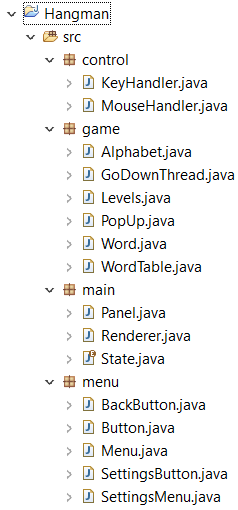 Hangman
src
control
KeyHandler.java
MouseHandler.java
game
Alphabet.java
GoDownThread.java
Levels.java
PopUp.java
Word.java
WordTable.java
main
Panel.java
Renderer.java
State.java
menu
BackButton.java
Button.java
Menu.java
SettingsButton.java
SettingsMenu.java